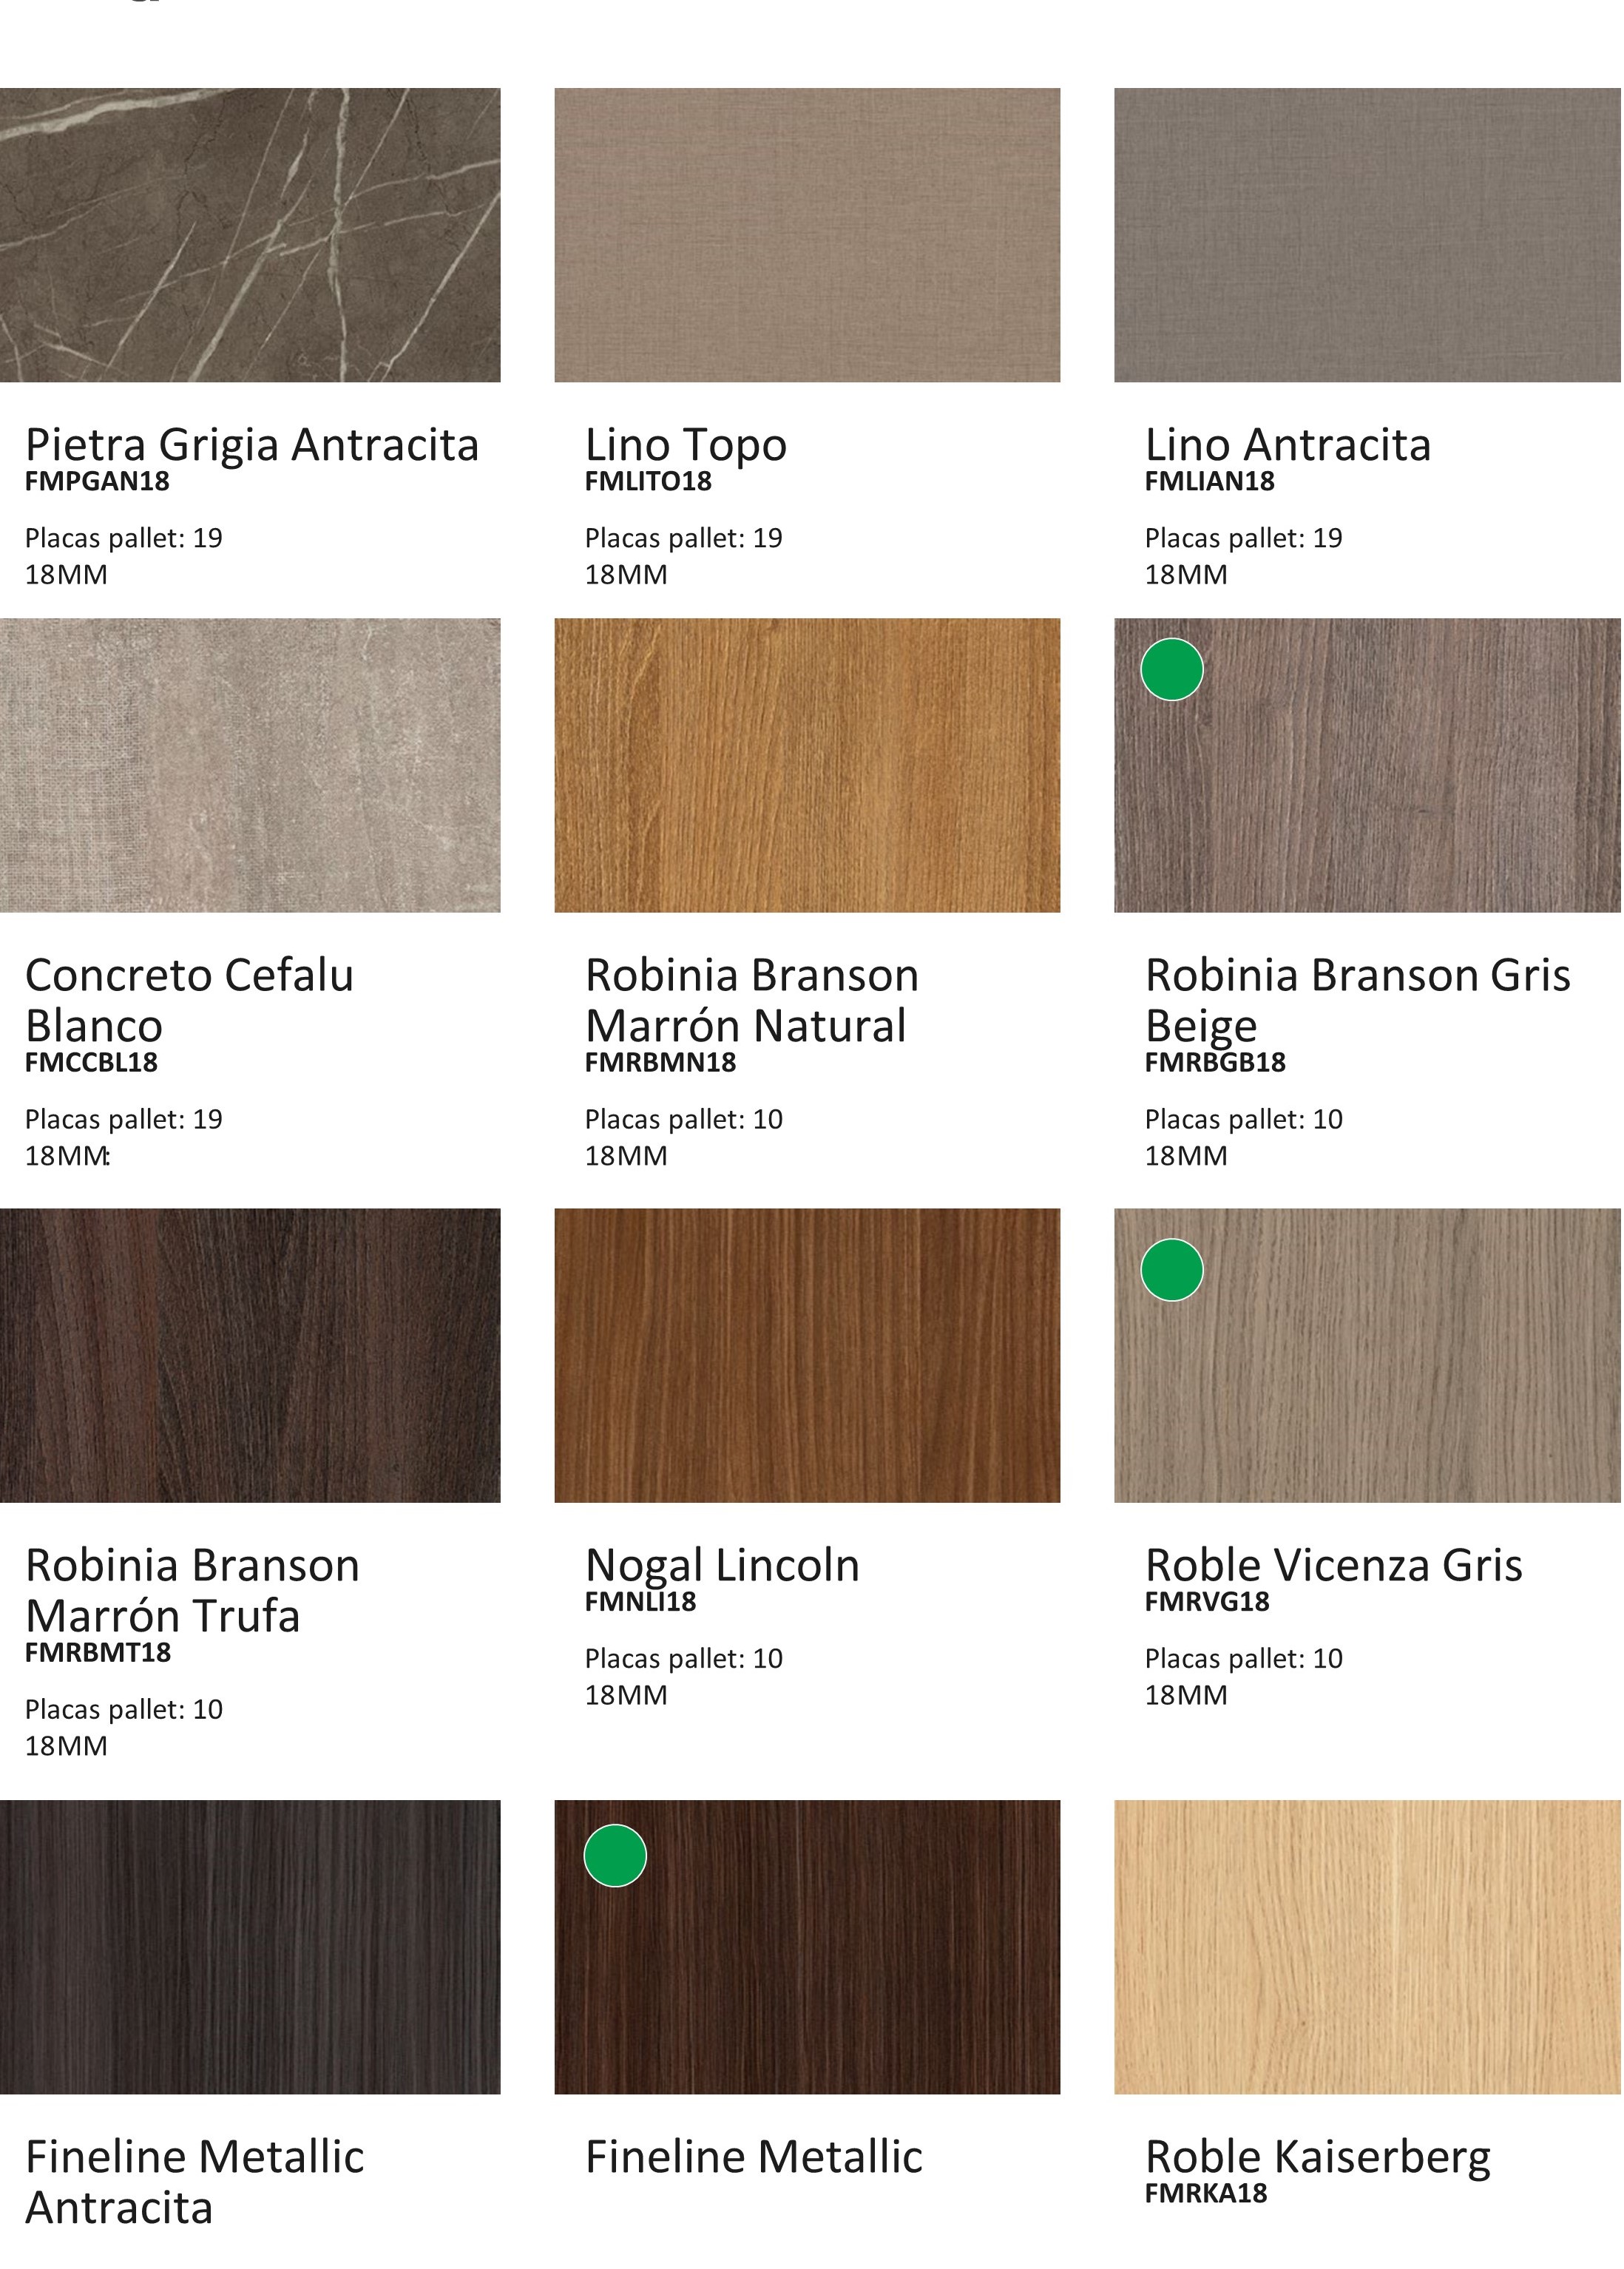 Pietra Grigia Antracita
FMPGAN18
Placas pallet: 19
18MM
Lino Topo
FMLITO18
Placas pallet: 19
18MM
Lino Antracita
FMLIAN18
Placas pallet: 19
18MM
Concreto Cefalu
Blanco
FMCCBL18
Placas pallet: 19
18MM:
Robinia Branson
Marrón Natural
FMRBMN18
Placas pallet: 10
18MM
Robinia Branson Gris
Beige
FMRBGB18
Placas pallet: 10
18MM
Robinia Branson
Marrón Trufa
FMRBMT18
Placas pallet: 10
18MM
Nogal Lincoln
FMNLI18
Placas pallet: 10
18MM
Roble Vicenza Gris
FMRVG18
Placas pallet: 10
18MM
Fineline Metallic
Antracita
Fineline Metallic
Roble Kaiserberg
FMRKA18